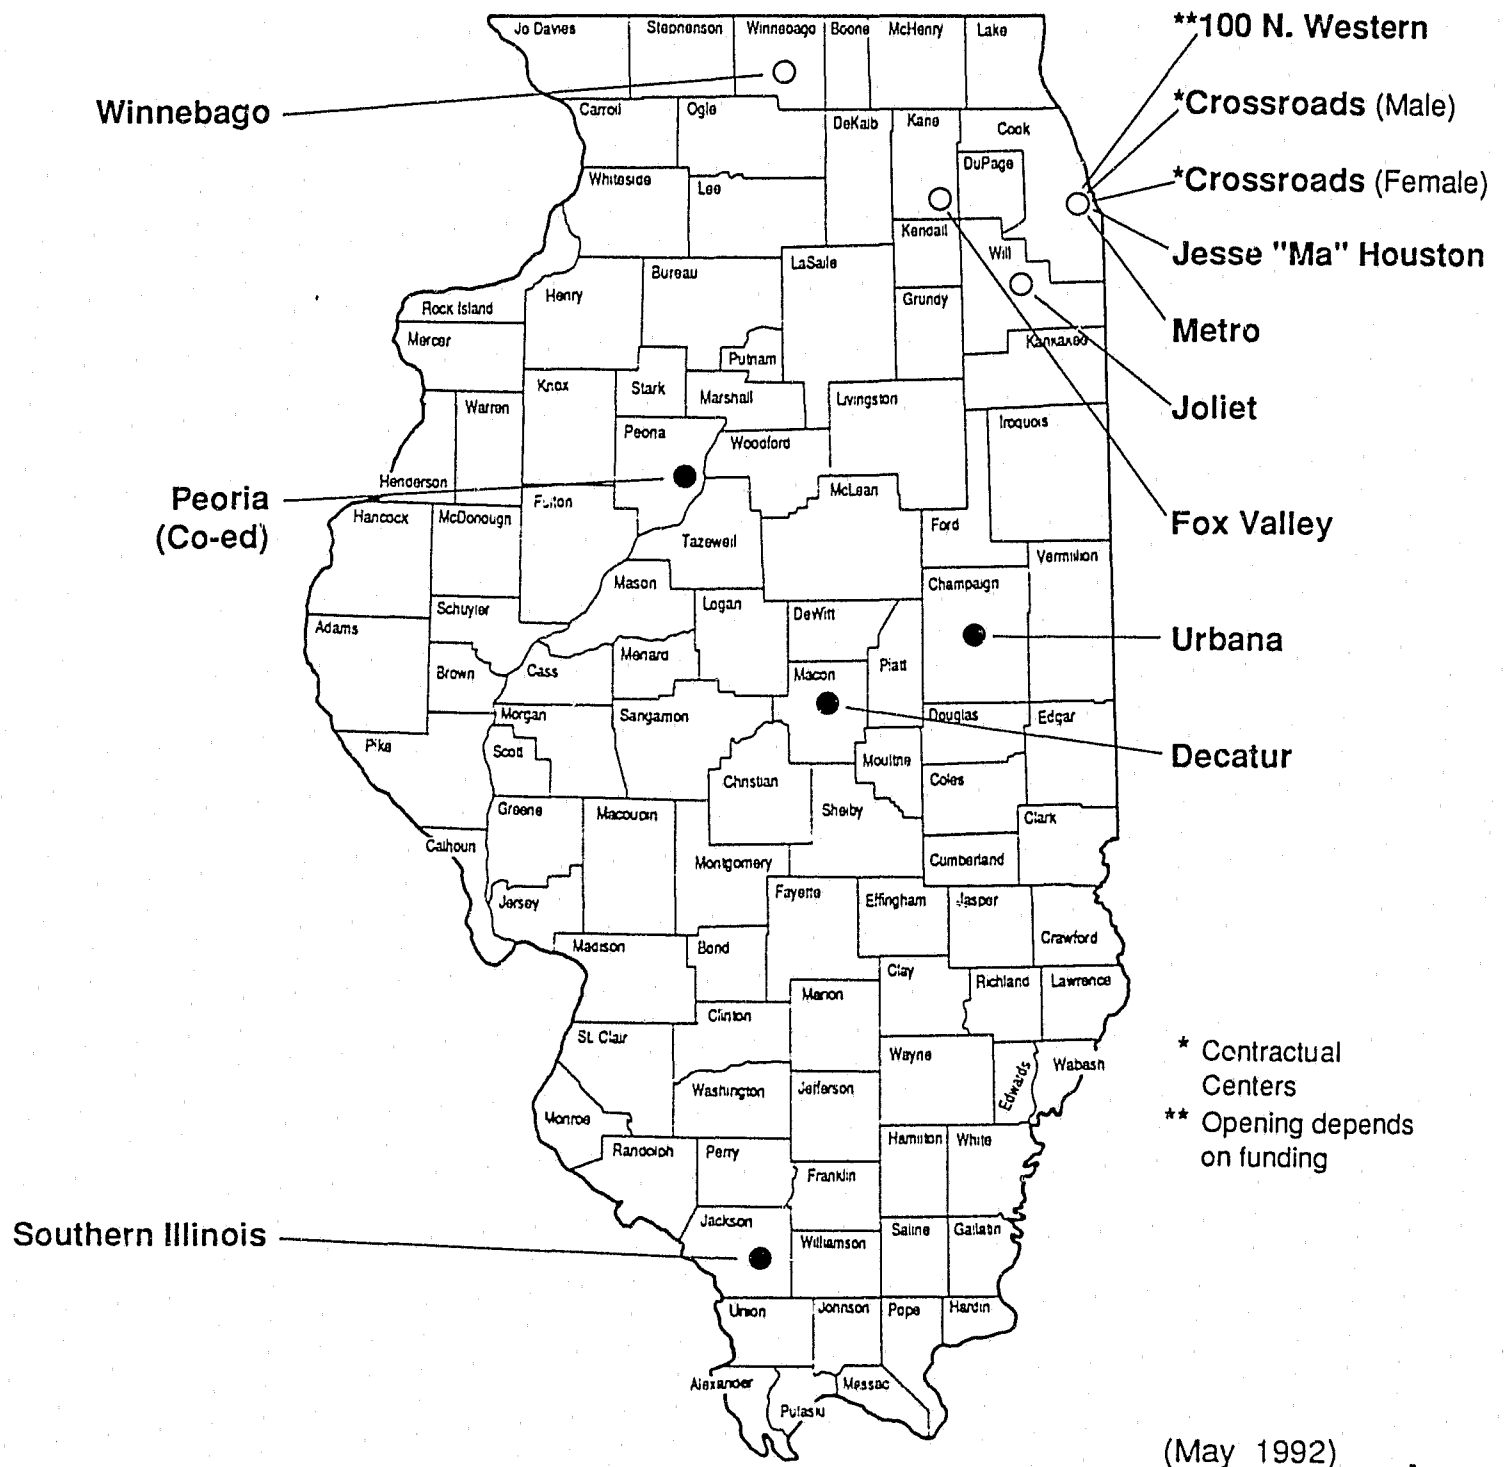 Jo Davies
Stephenson
Winnebago
Boone
McHenry
Lake
**100 N. Western
Winnebago
Carroll
Ogle
DeKalb
Kane
Cook
*Crossroads (Male)
DuPage
Whiteside
Lee
*Crossroads (Female)
Kendall
Will
Jesse "Ma" Houston
LaSalle
Bureau
Henry
Rock Island
Grundy
Mercer
Putnam
Kankakee
Metro
Knox
Stark
Marshall
Livingston
Warren
Joliet
Iroquois
Peoria
Woodford
Henderson
McLean
Peoria
(Co-ed)
Fulton
Hancock
McDonough
Ford
Fox Valley
Tazewell
Vermilion
Mason
Champaign
Schuyler
Logan
DeWitt
Adams
Urbana
Menard
Piatt
Brown
Cass
Macon
Morgan
Sangamon
Douglas
Edgar
Pike
Scott
Decatur
Moultrie
Christian
Coles
Greene
Macoupin
Shelby
Clark
Calhoun
Montgomery
Cumberland
Fayette
Effingham
Jasper
Jersey
Crawford
Madison
Bond
Clay
Richland
Lawrence
Marion
Clinton
St. Clair
Wayne
Edwards
Wabash
* Contractual
Centers
Washington
Jefferson
Monroe
** Opening depends
on funding
Hamilton
White
Randolph
Perry
Franklin
Jackson
Southern Illinois
Williamson
Saline
Gallatin
Union
Johnson
Pope
Hardin
Alexander
Massac
Pulaski
(May 1992)